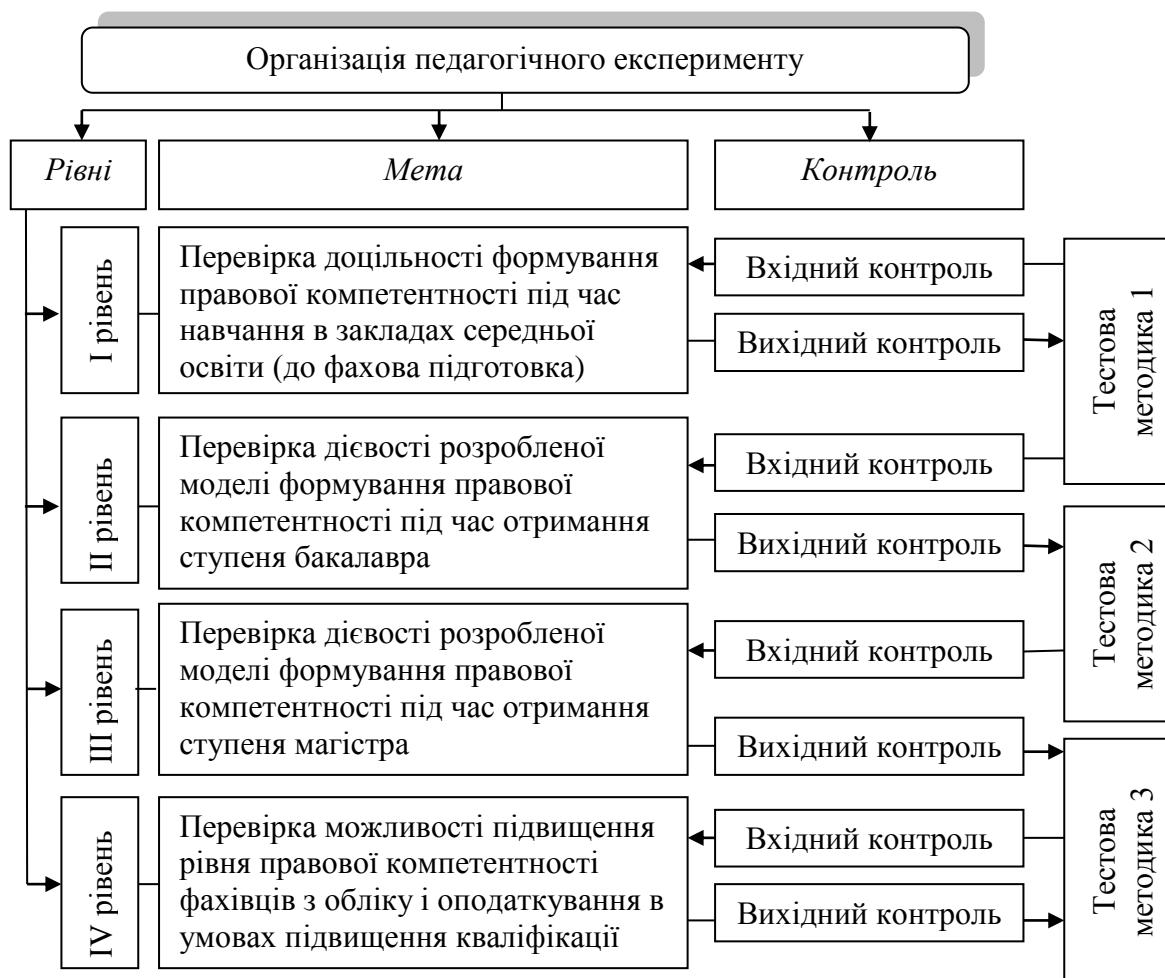 Організація педагогічного експерименту
Рівні
Мета
Контроль
І рівень
Перевірка доцільності формування
правової компетентності під час
навчання в закладах середньої
освіти (до фахова підготовка)
Вхідний контроль
Вихідний контроль
Тестова
методика 1
ІІ рівень
Перевірка дієвості розробленої
моделі формування правової
компетентності під час отримання
ступеня бакалавра
Вхідний контроль
Вихідний контроль
Тестова
методика 2
ІІІ рівень
Перевірка дієвості розробленої
моделі формування правової
компетентності під час отримання
ступеня магістра
Вхідний контроль
Вихідний контроль
Тестова
методика 3
IV рівень
Перевірка можливості підвищення
рівня правової компетентності
фахівців з обліку і оподаткування в
умовах підвищення кваліфікації
Вхідний контроль
Вихідний контроль